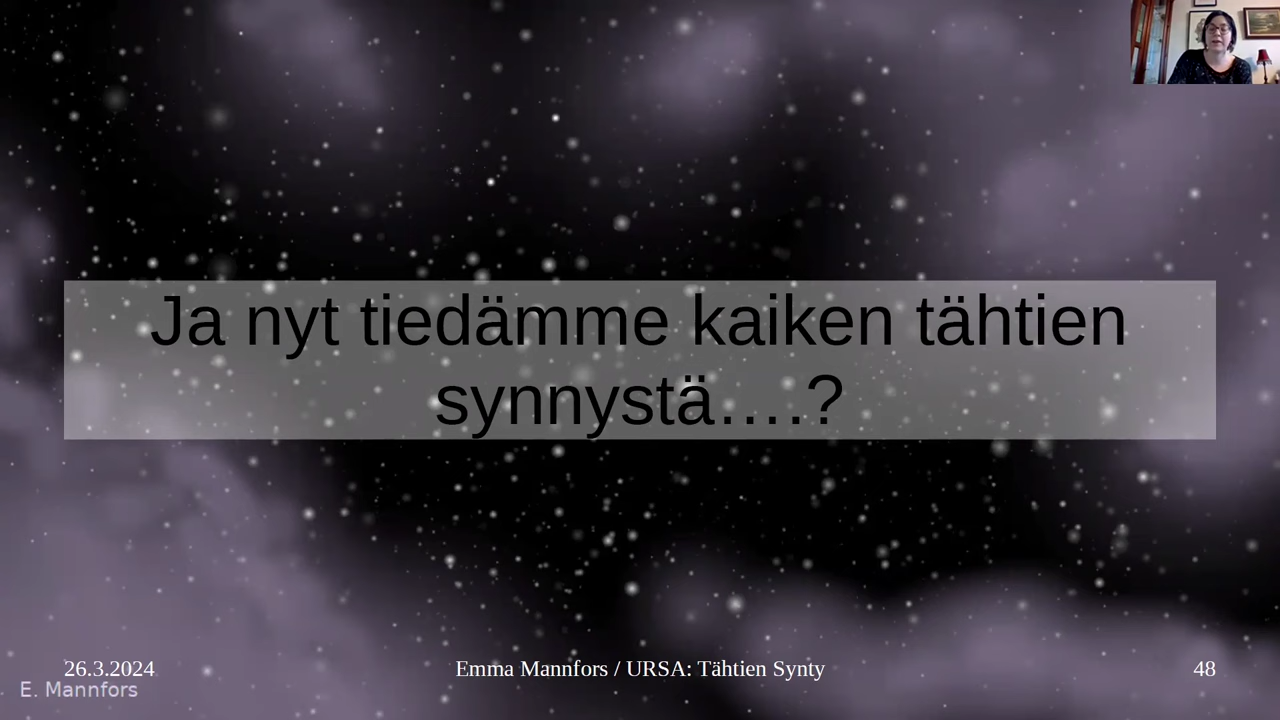 Ja nyt tiedämme kaiken tähtien
synnystä….?
26.3.2024
Emma Mannfors / URSA: Tähtien Synty
48
E. Mannfors